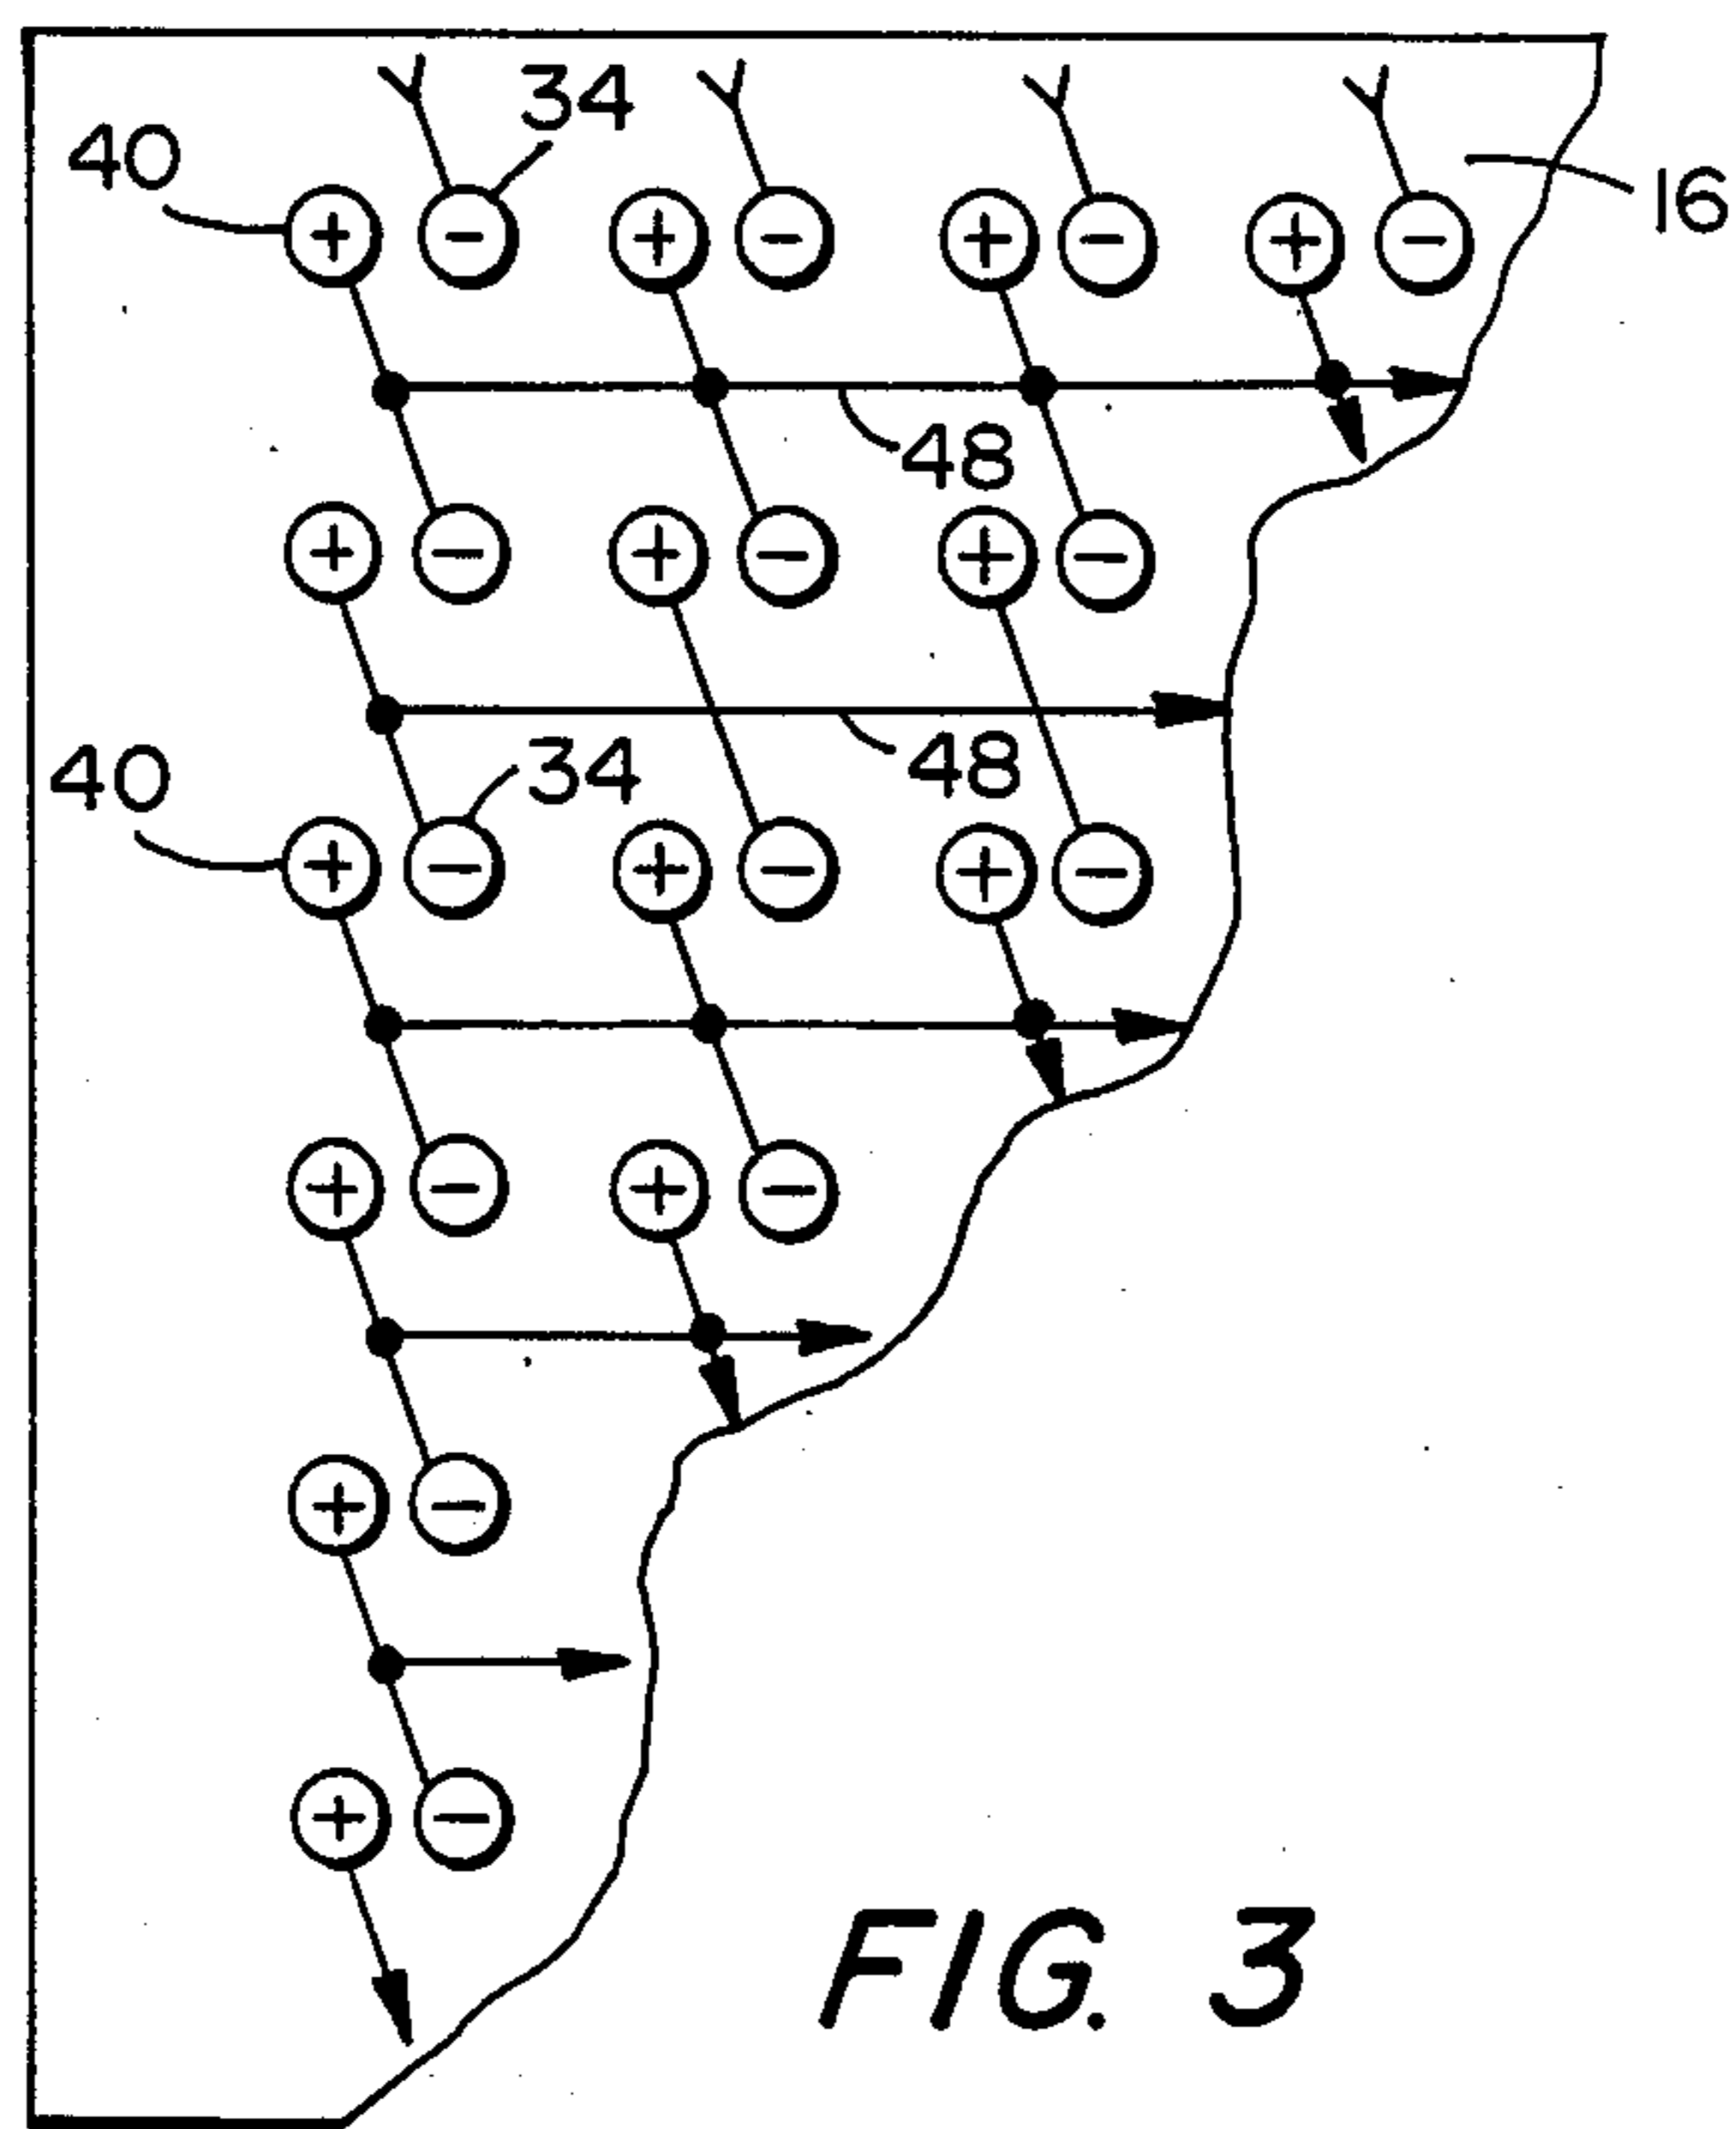 34
40
16
+ - + - + - + -
48
+ - + - + -
48
34
40
+ - + - + -
+ - + -
+ -
+ -
FIG. 3